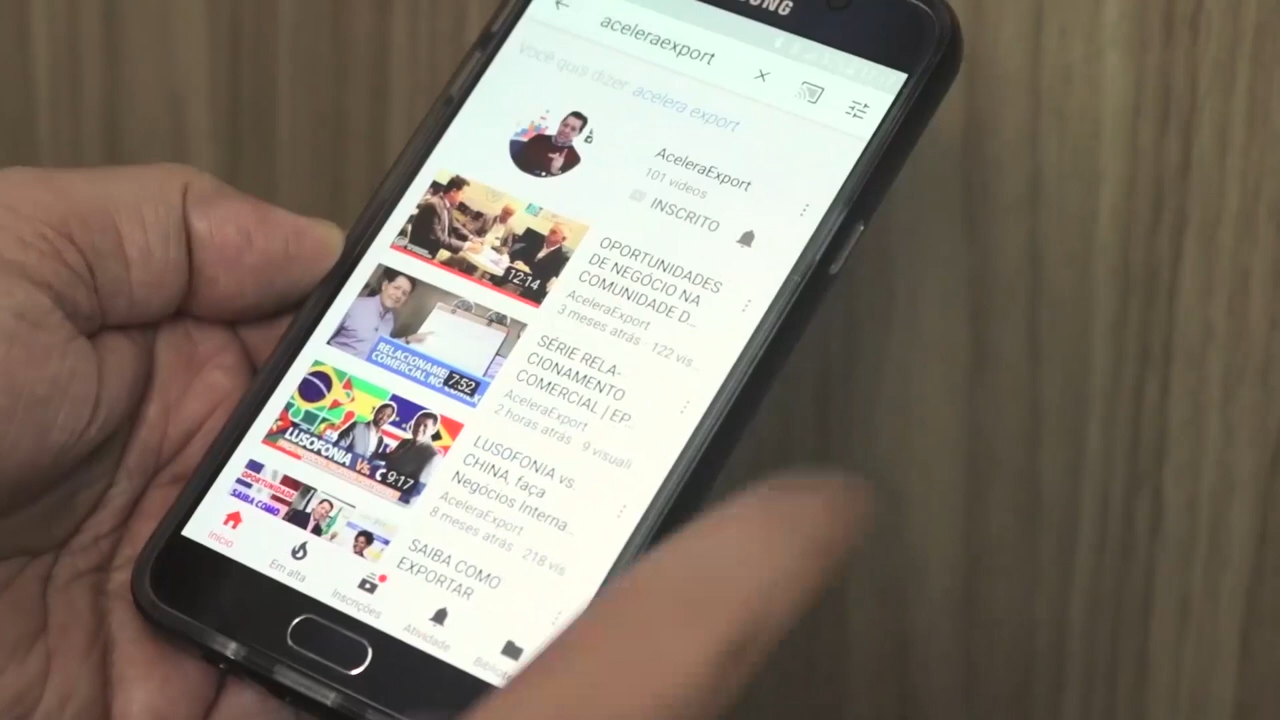 aceleraexport
Você quis dizer acelera export
AceleraExport
101 vídeos
INSCRITO
12:14
OPORTUNIDADES
DE NEGÓCIO NA
COMUNIDADE D...
AceleraExport
3 meses atrás · 122 vis...
RELACIONAME
COMERCIAL NO
7:52
SÉRIE RELA-
CIONAMENTO
COMERCIAL | EP...
AceleraExport
2 horas atrás · 9 visuali
LUSOFONIA Vs. C
9:17
LUSOFONIA vs.
CHINA, faça
Negócios Interna...
AceleraExport
8 meses atrás · 218 vis
OPORTUNIDADE
SAIBA COMO
SAIBA COMO
EXPORTAR
Início
Em alta
Inscrições
Atividade